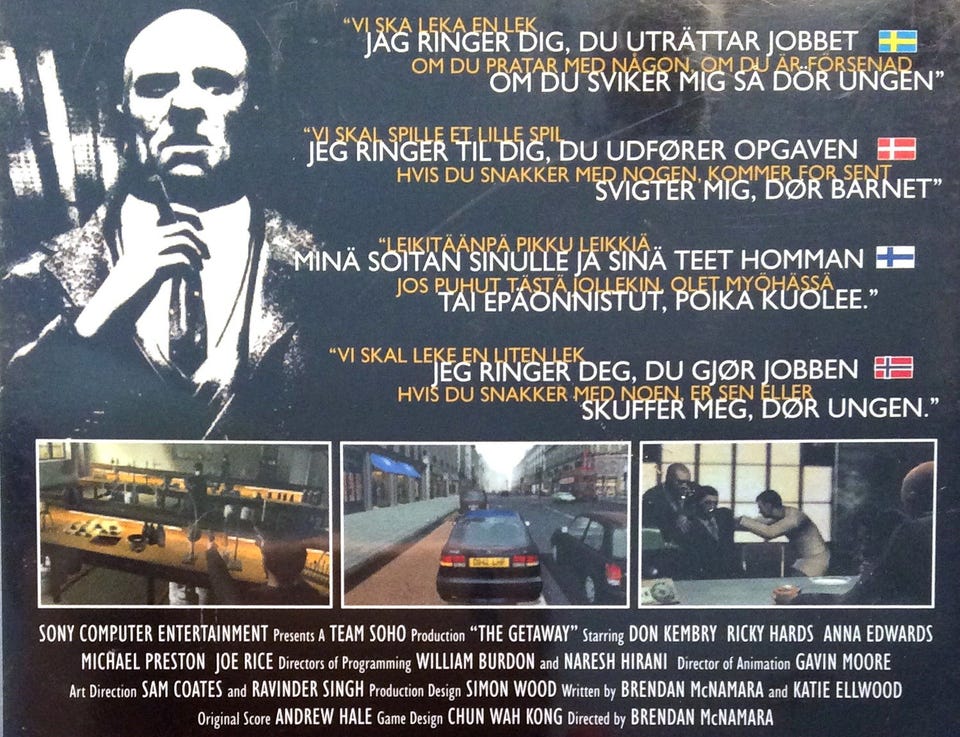 "VI SKA LEKA EN LEK
JAG RINGER DIG, DU UTRÄTTAR JOBBET
OM DU PRATAR MED NÅGON, OM DU ÄR FÖRSENAD
OM DU SVIKER MIG SÅ DÖR UNGEN"
"VI SKAL SPILLE ET LILLE SPIL
JEG RINGER TIL DIG, DU UDFØRER OPGAVEN
HVIS DU SNAKKER MED NOGEN, KOMMER FOR SENT
SVIGTER MIG, DØR BARNET"
"LEIKITÄÄNPÄ PIKKU LEIKKIÄ
MINÄ SOITAN SINULLE JA SINÄ TEET HOMMAN
JOS PUHUT TÄSTÄ JOLLEKIN, OLET MYÖHÄSSÄ
TAI EPÄONNISTUT, POIKA KUOLEE."
"VI SKAL LEKE EN LITEN LEK
JEG RINGER DEG, DU GJØR JOBBEN
HVIS DU SNAKKER MED NOEN, ER SEN ELLER
SKUFFER MEG, DØR UNGEN."
SONY COMPUTER ENTERTAINMENT Presents A TEAM SOHO Production "THE GETAWAY" Starring DON KEMBRY RICKY HARDS ANNA EDWARDS
MICHAEL PRESTON JOE RICE Directors of Programming WILLIAM BURDON and NARESH HIRANI Director of Animation GAVIN MOORE
Art Direction SAM COATES and RAVINDER SINGH Production Design SIMON WOOD Written by BRENDAN McNAMARA and KATIE ELLWOOD
Original Score ANDREW HALE Game Design CHUN WAH KONG Directed by BRENDAN McNAMARA